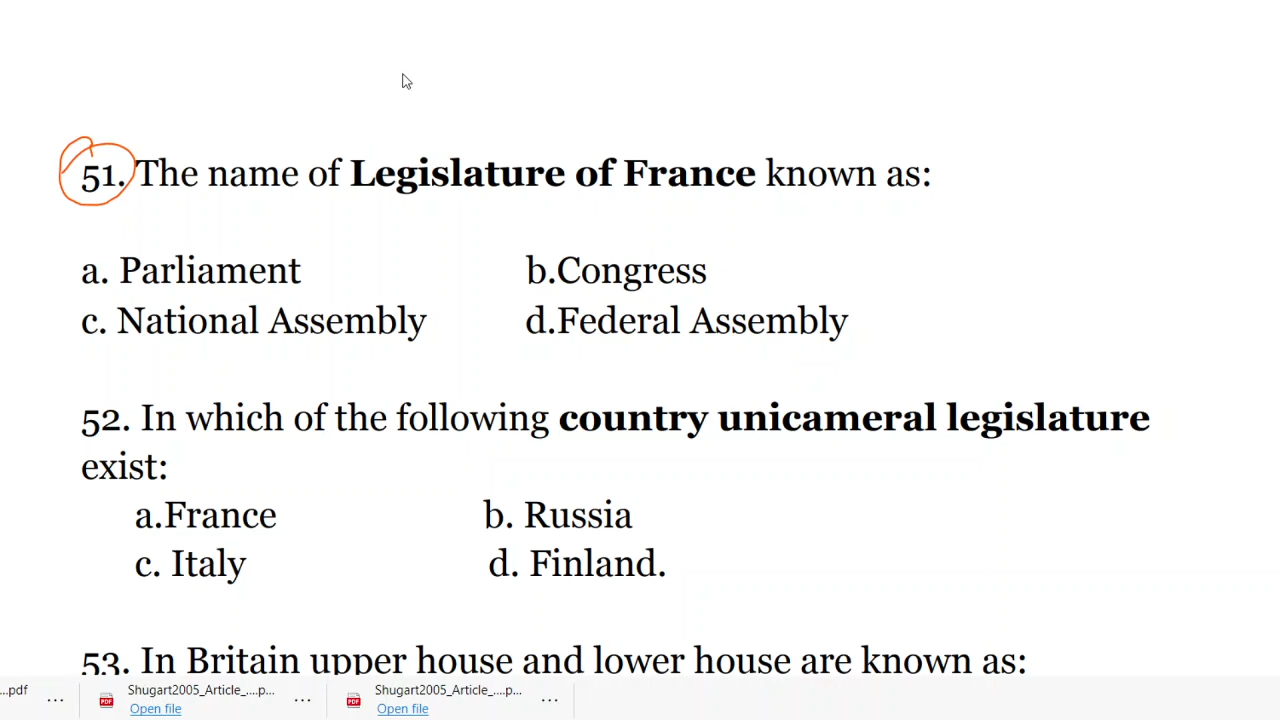 51. The name of Legislature of France known as:
a. Parliament b.Congress
c. National Assembly d.Federal Assembly
52. In which of the following country unicameral legislature
exist:
a.France b. Russia
c. Italy d. Finland.
53. In Britain upper house and lower house are known as:
...pdf ... Shugart2005_Article_....p... ... Shugart2005_Article_....p... ...
Open file Open file